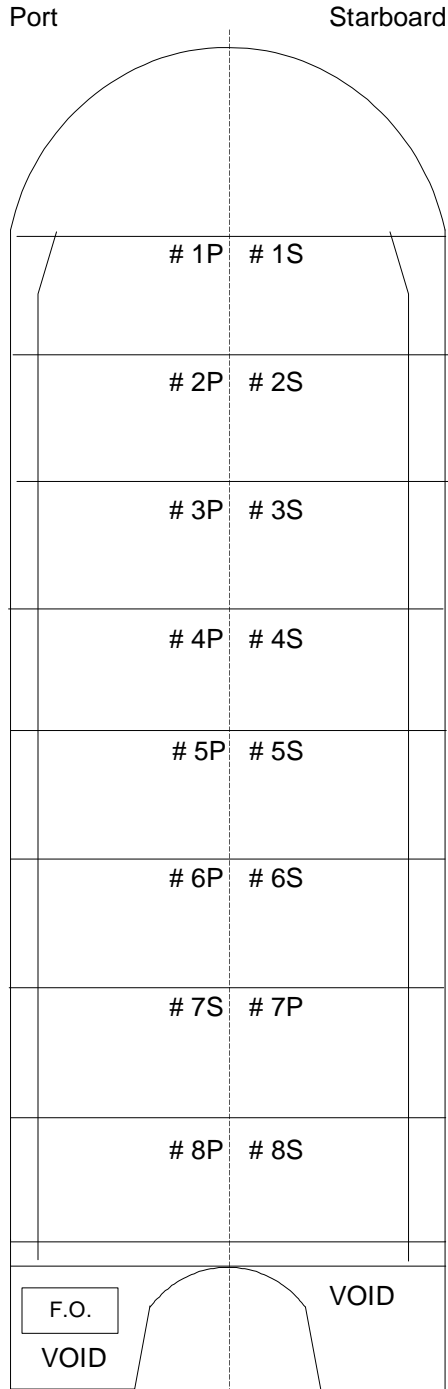 Port Starboard
# 1P # 1S
# 2P # 2S
# 3P # 3S
# 4P # 4S
# 5P # 5S
# 6P # 6S
# 7S # 7P
# 8P # 8S
VOID
F.O.
VOID